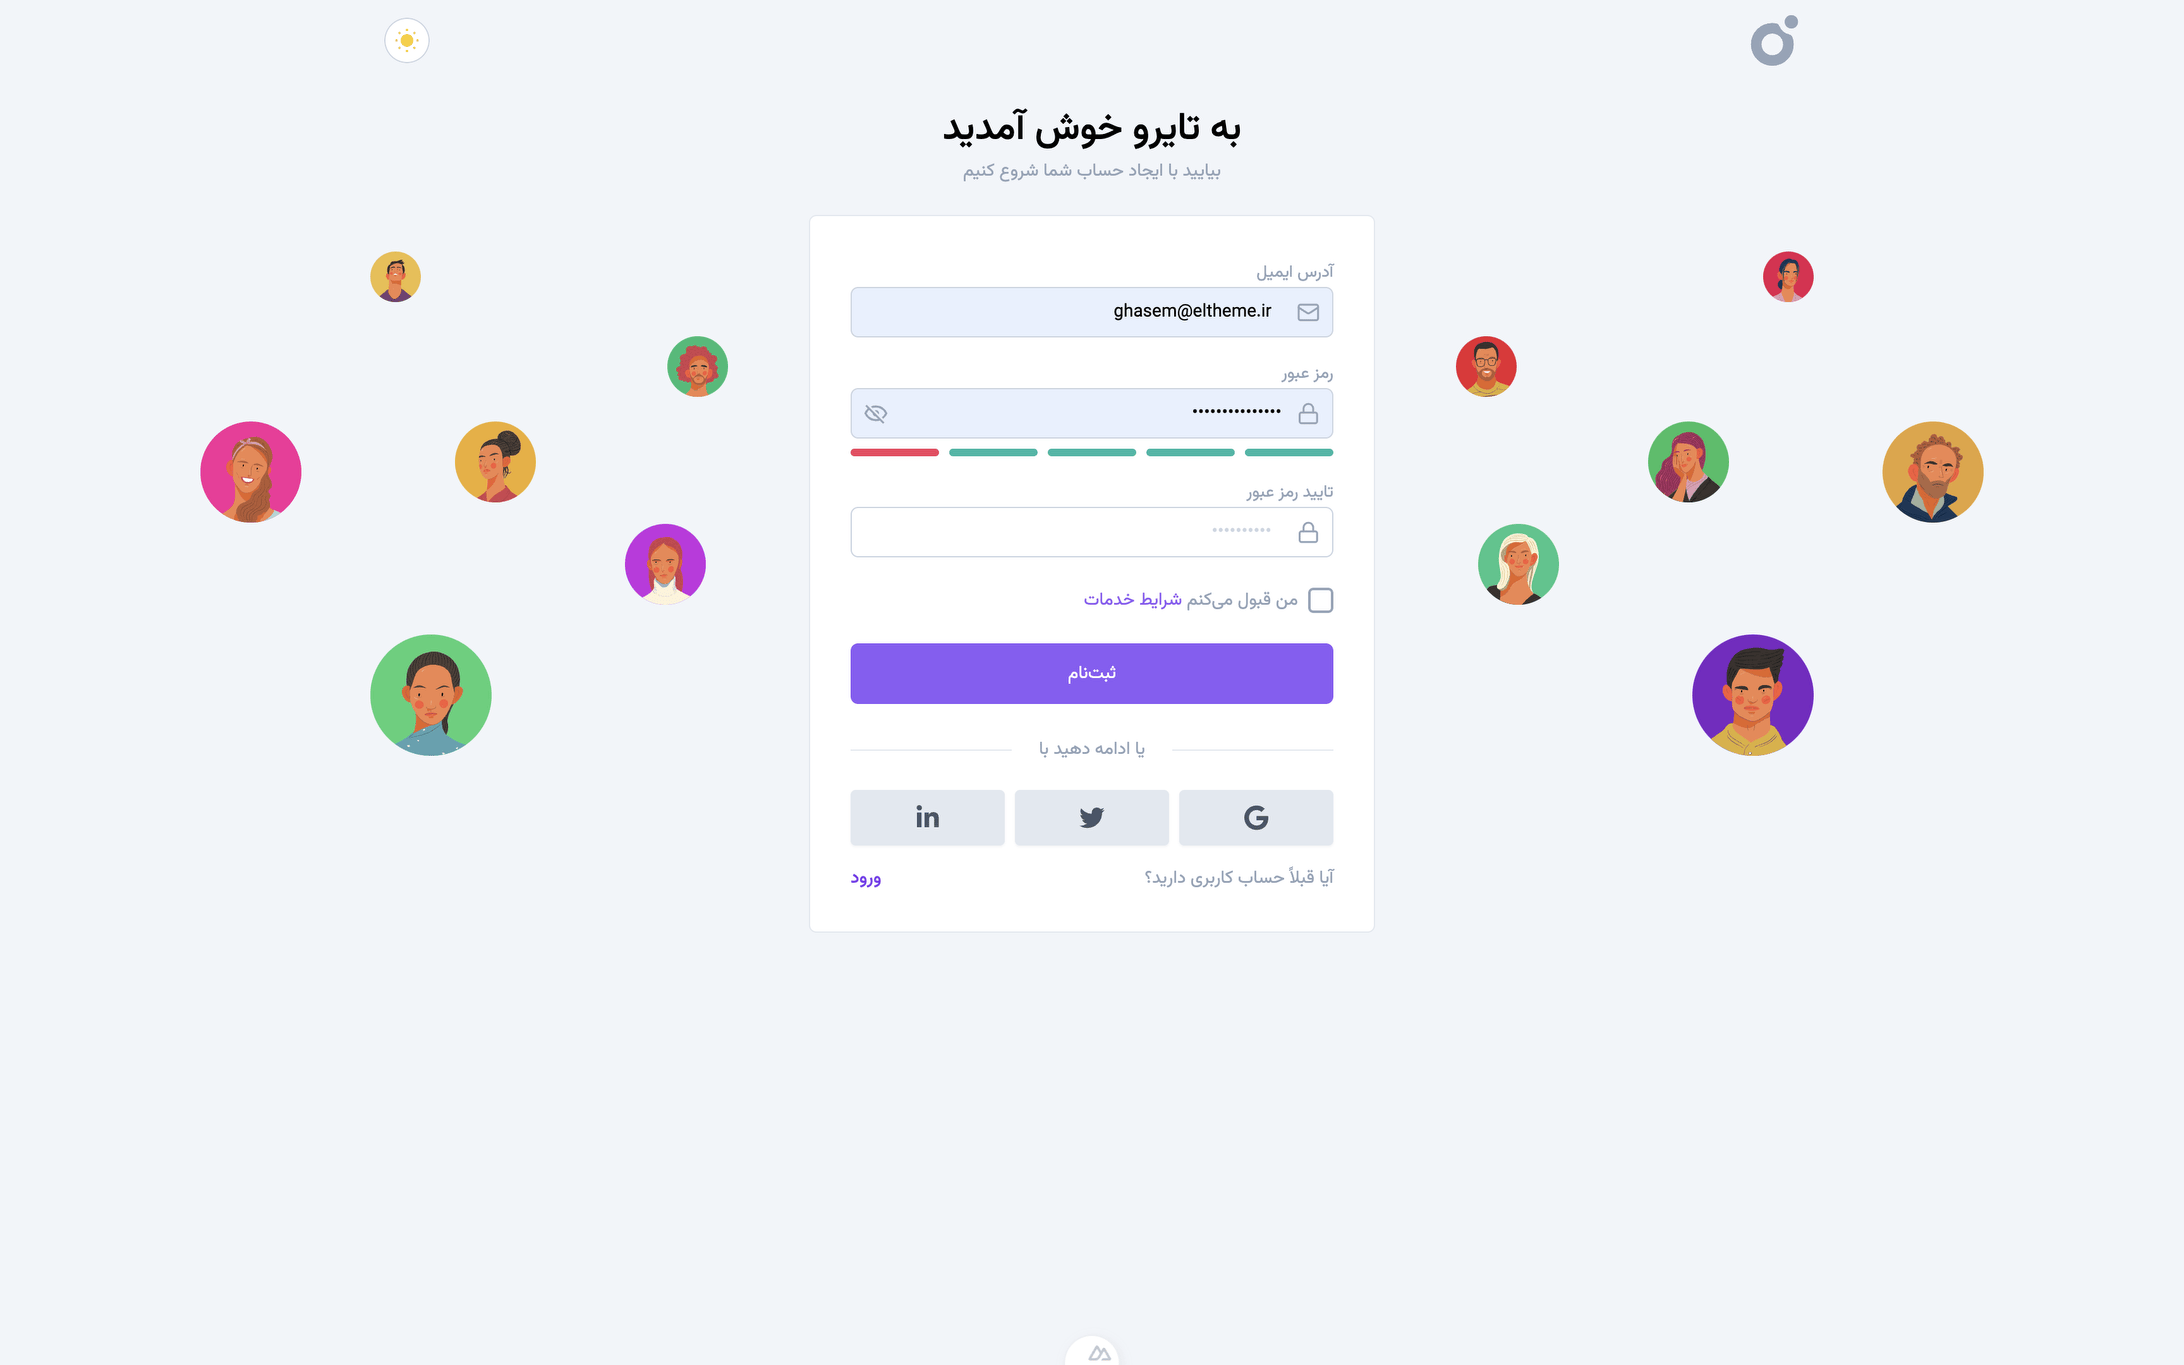 به تایرو خوش آمدید
بیایید با ایجاد حساب شما شروع کنیم
آدرس ایمیل
ghasem@eltheme.ir
رمز عبور
تایید رمز عبور
من قبول می‌کنم شرایط خدمات
ثبت‌نام
یا ادامه دهید با
آیا قبلاً حساب کاربری دارید؟ ورود